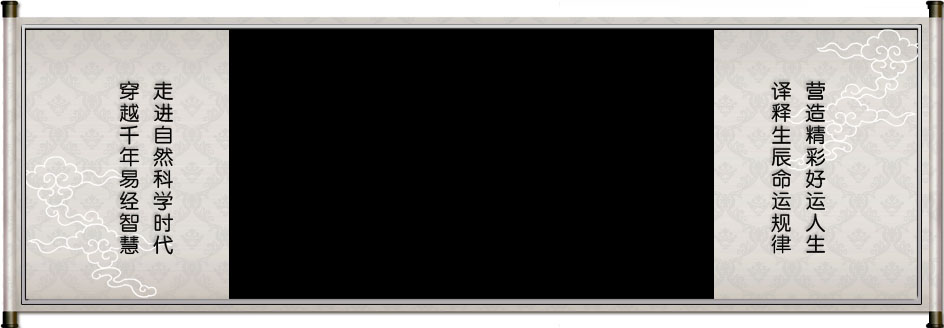 营造精彩好运人生
译释生辰命运规律
走进自然科学时代
穿越千年易经智慧